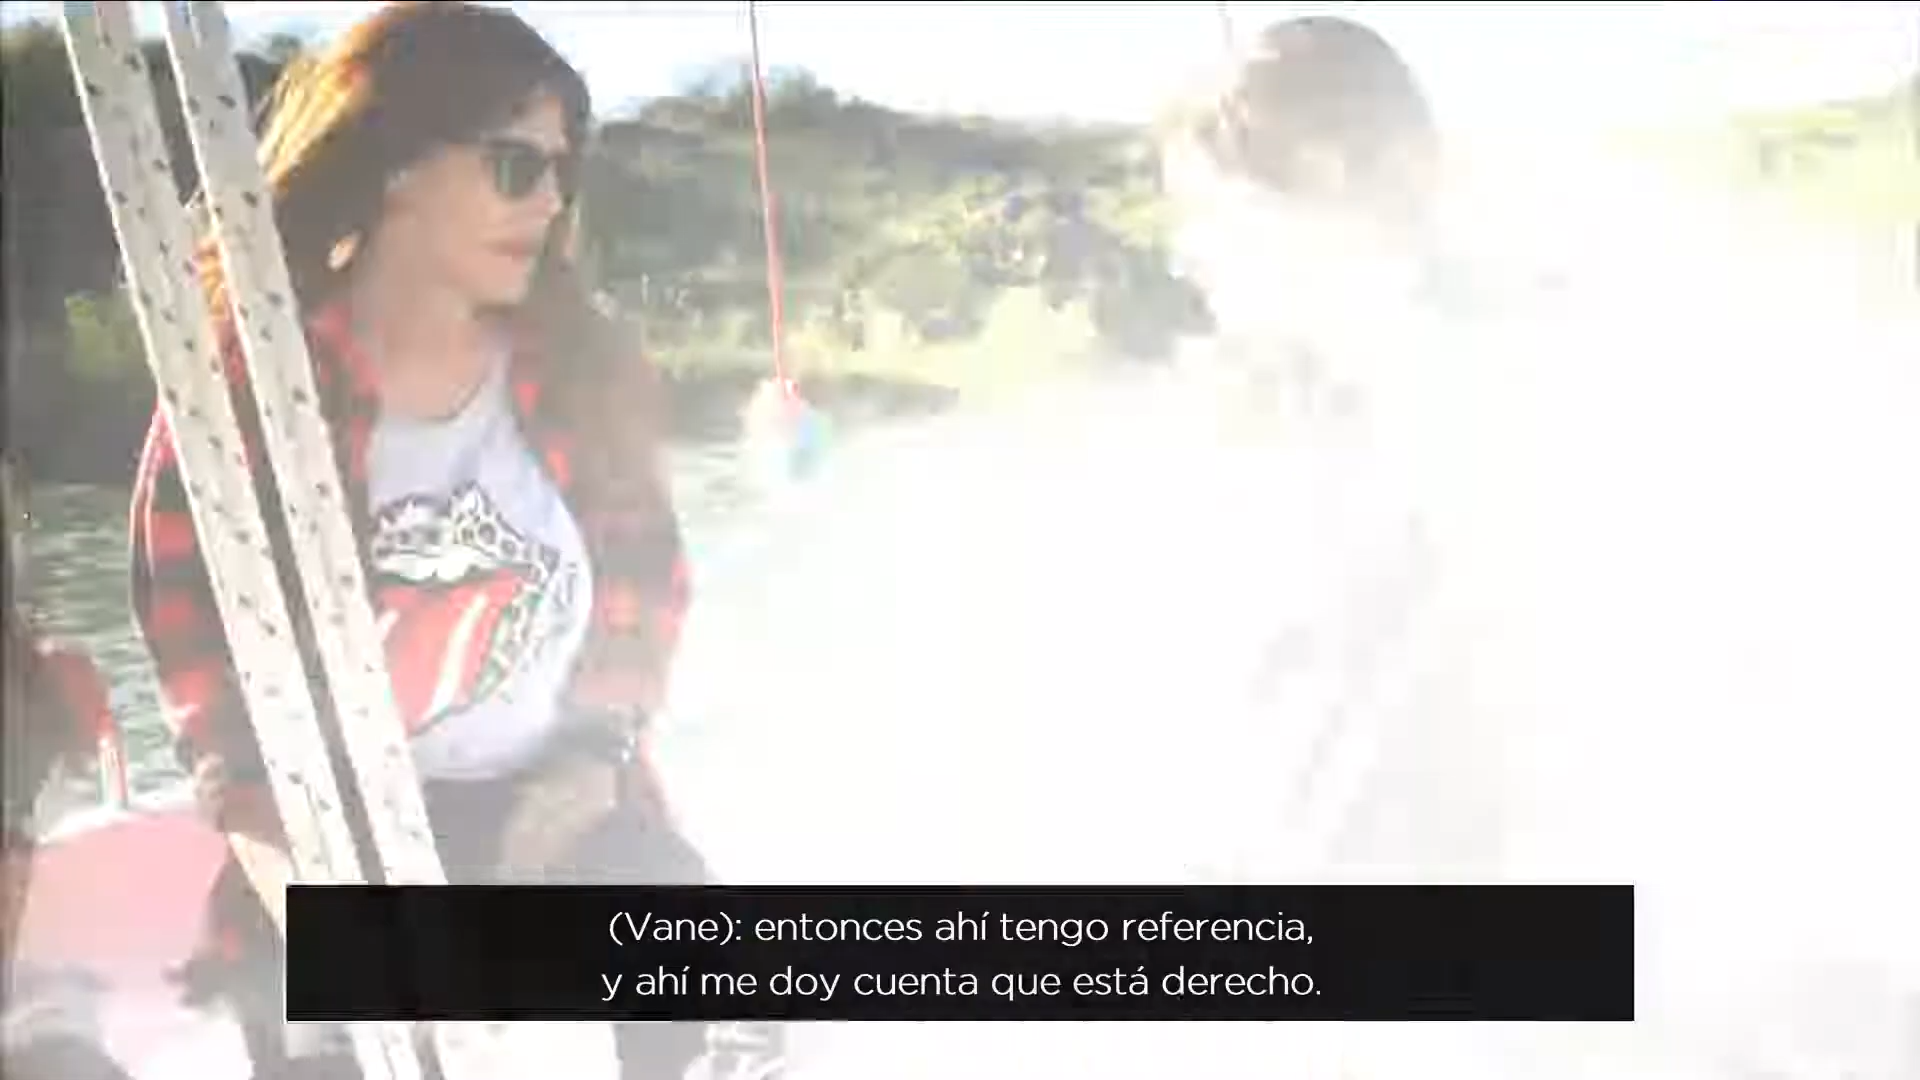 (Vane): entonces ahí tengo referencia,
y ahí me doy cuenta que está derecho.